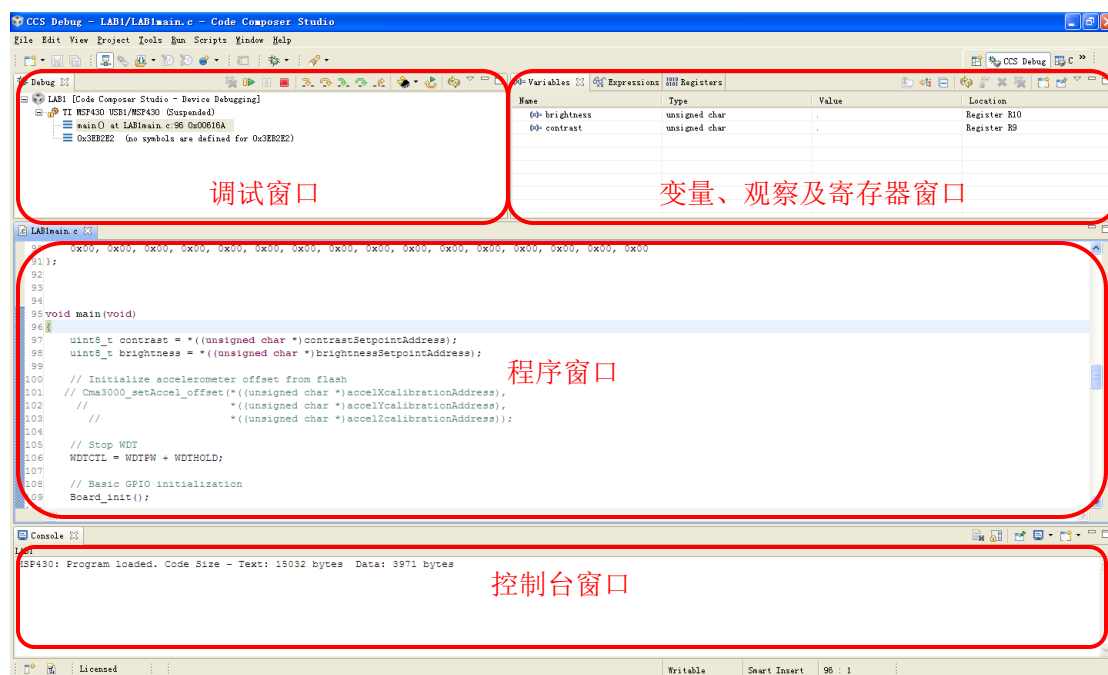 CCS Debug - LAB1/LAB1main.c - Code Composer Studio
File Edit View Project Tools Run Scripts Window Help
CCS Debug C »
Debug
LAB1 [Code Composer Studio - Device Debugging]
TI MSP430 USB1/MSP430 (Suspended)
main() at LAB1main.c:96 0x00616A
0x3EB2E2 (no symbols are defined for 0x3EB2E2)
调试窗口
(x)= Variables Expressions 1010 Registers
Name Type Value Location
(x)= brightness unsigned char . Register R10
(x)= contrast unsigned char . Register R9
变量、观察及寄存器窗口
LAB1main.c
90 0x00, 0x00, 0x00, 0x00, 0x00, 0x00, 0x00, 0x00, 0x00, 0x00, 0x00, 0x00, 0x00, 0x00, 0x00, 0x00
91 };
92
93
94
95 void main(void)
96 {
97 uint8_t contrast = *((unsigned char *)contrastSetpointAddress);
98 uint8_t brightness = *((unsigned char *)brightnessSetpointAddress);
99
100 // Initialize accelerometer offset from flash
101 // Cma3000_setAccel_offset(*((unsigned char *)accelXcalibrationAddress),
102 // *((unsigned char *)accelYcalibrationAddress),
103 // *((unsigned char *)accelZcalibrationAddress));
104
105 // Stop WDT
106 WDTCTL = WDTPW + WDTHOLD;
107
108 // Basic GPIO initialization
109 Board_init();
程序窗口
Console
LAB1
MSP430: Program loaded. Code Size - Text: 15032 bytes Data: 3971 bytes
控制台窗口
Licensed Writable Smart Insert 96 : 1